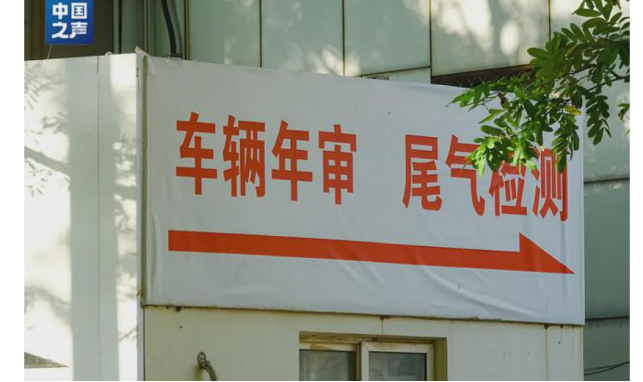 中国
之声
车辆年审 尾气检测